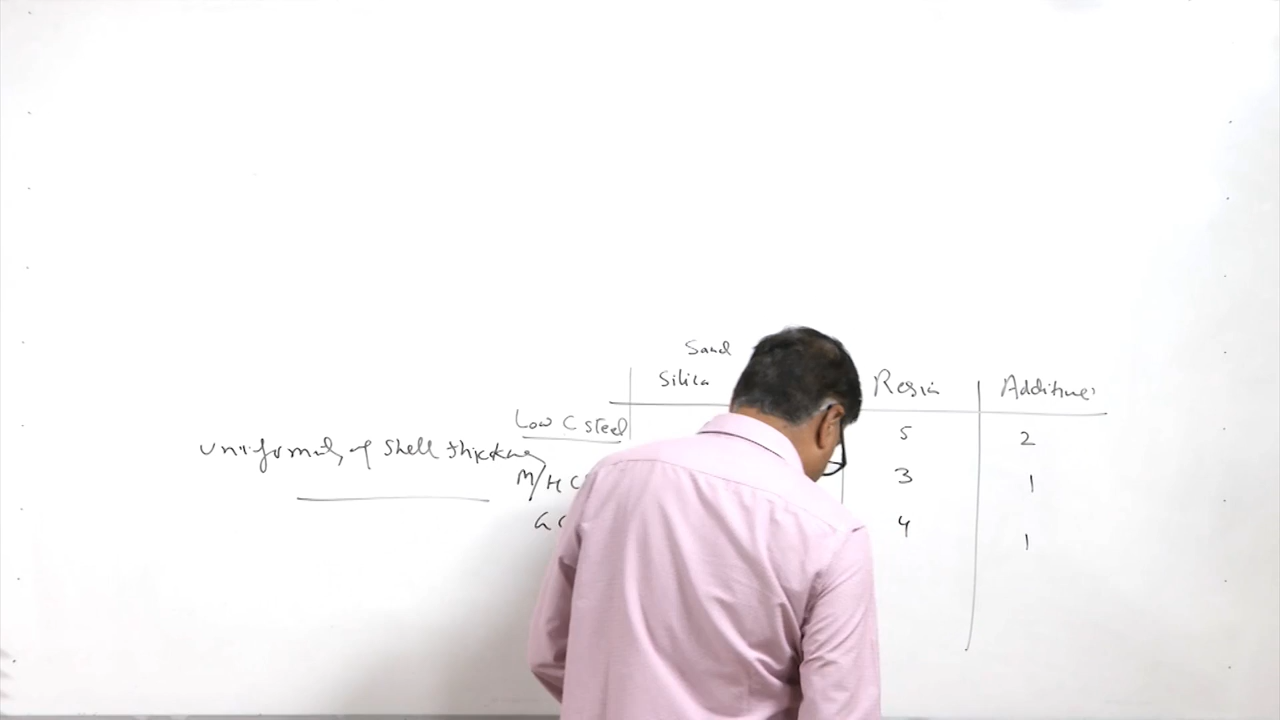 Sand
Silica Resin Additives
Low C steel 5 2
Uniformity of shell thickness
M/H C 3 1
4 1